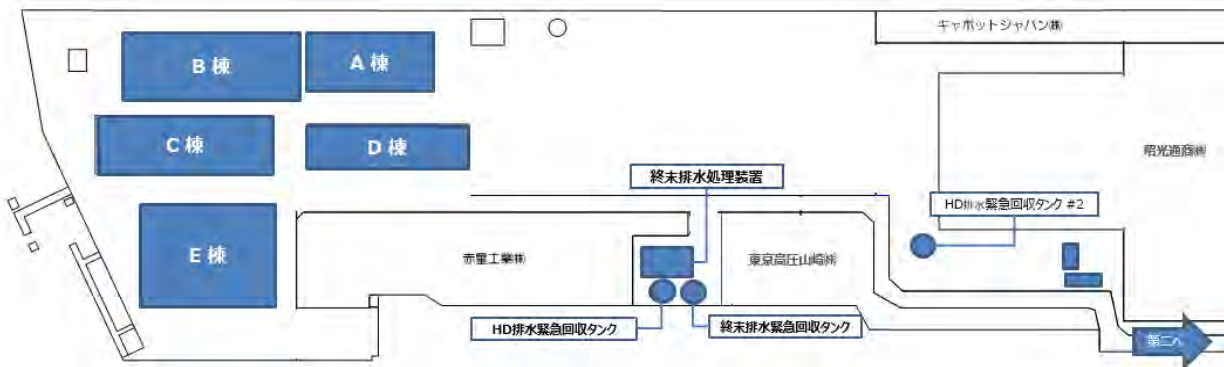 キャボットジャパン㈱
B 棟
A 棟
C 棟
D 棟
昭光通商㈱
終末排水処理装置
HD排水緊急回収タンク #2
E 棟
赤星工業㈱
東京高圧山崎㈱
HD排水緊急回収タンク
終末排水緊急回収タンク
第二へ